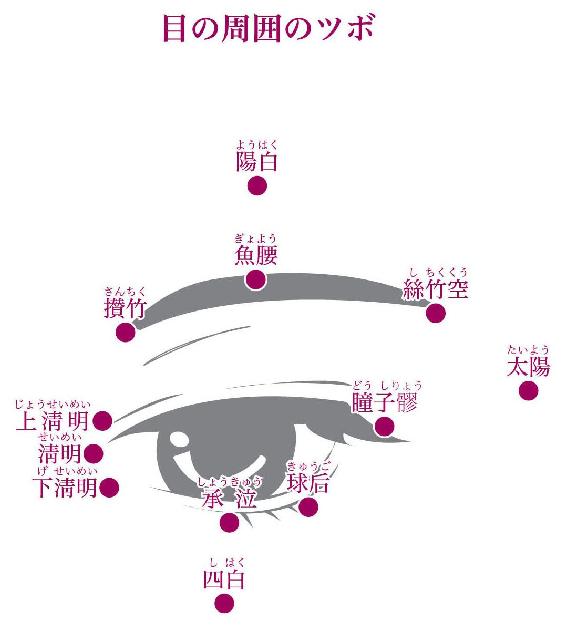 目の周囲のツボ
ようはく
陽白
ぎょよう
魚腰
し ちくくう
絲竹空
さんちく
攅竹
たいよう
太陽
どう しりょう
瞳子髎
じょうせいめい
上淸明
せいめい
淸明
げ せいめい
下淸明
きゅうご
球后
しょうきゅう
承泣
し はく
四白